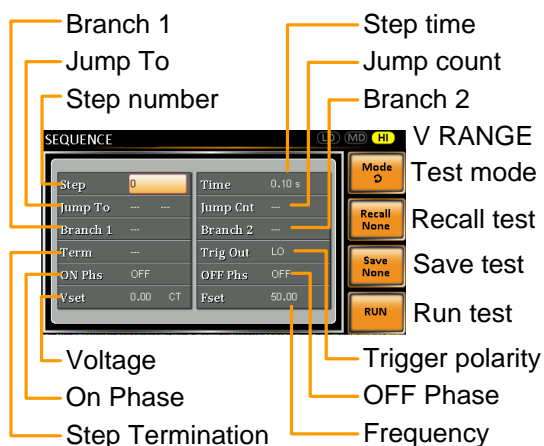 Branch 1
Step time
Jump To
Jump count
Step number
Branch 2
SEQUENCE LO MD HI V RANGE
Mode
Test mode
Step 0 Time 0.10 s
Jump To --- --- Jump Cnt ---
Recall None
Recall test
Branch 1 --- Branch 2 ---
Term --- Trig Out LO
Save None
Save test
ON Phs OFF OFF Phs OFF
Vset 0.00 CT Fset 50.00
RUN
Run test
Voltage
Trigger polarity
On Phase
OFF Phase
Step Termination
Frequency